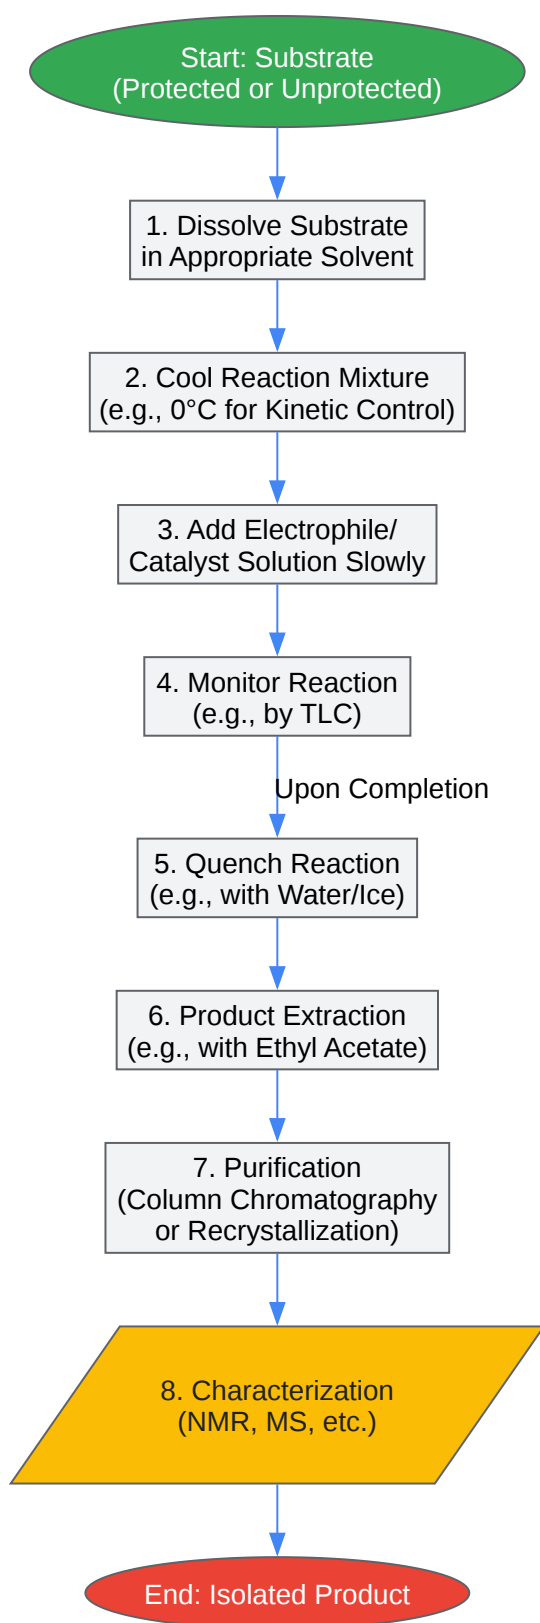 Start: Substrate
(Protected or Unprotected)
1. Dissolve Substrate
in Appropriate Solvent
2. Cool Reaction Mixture
(e.g., 0°C for Kinetic Control)
3. Add Electrophile/
Catalyst Solution Slowly
4. Monitor Reaction
(e.g., by TLC)
Upon Completion
5. Quench Reaction
(e.g., with Water/Ice)
6. Product Extraction
(e.g., with Ethyl Acetate)
7. Purification
(Column Chromatography
or Recrystallization)
8. Characterization
(NMR, MS, etc.)
End: Isolated Product